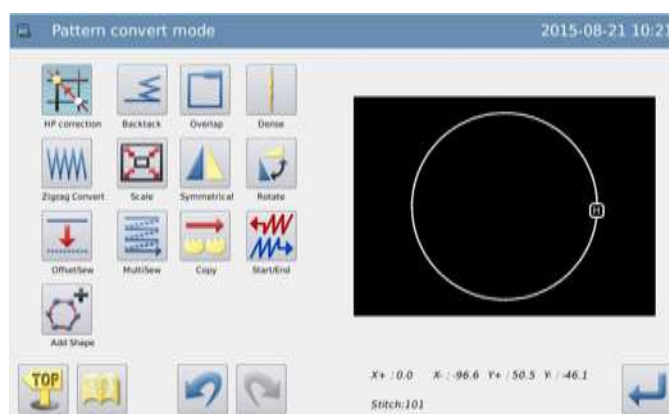 Pattern convert mode 2015-08-21 10:21
HP correction Backtack Overlap Dense
Zigzag Convert Scale Symmetrical Rotate
OffsetSew MultiSew Copy Start/End
Add Shape
H
TOP
X+ :0.0 X- :-96.6 Y+ :50.5 Y- :-46.1
Stitch:101